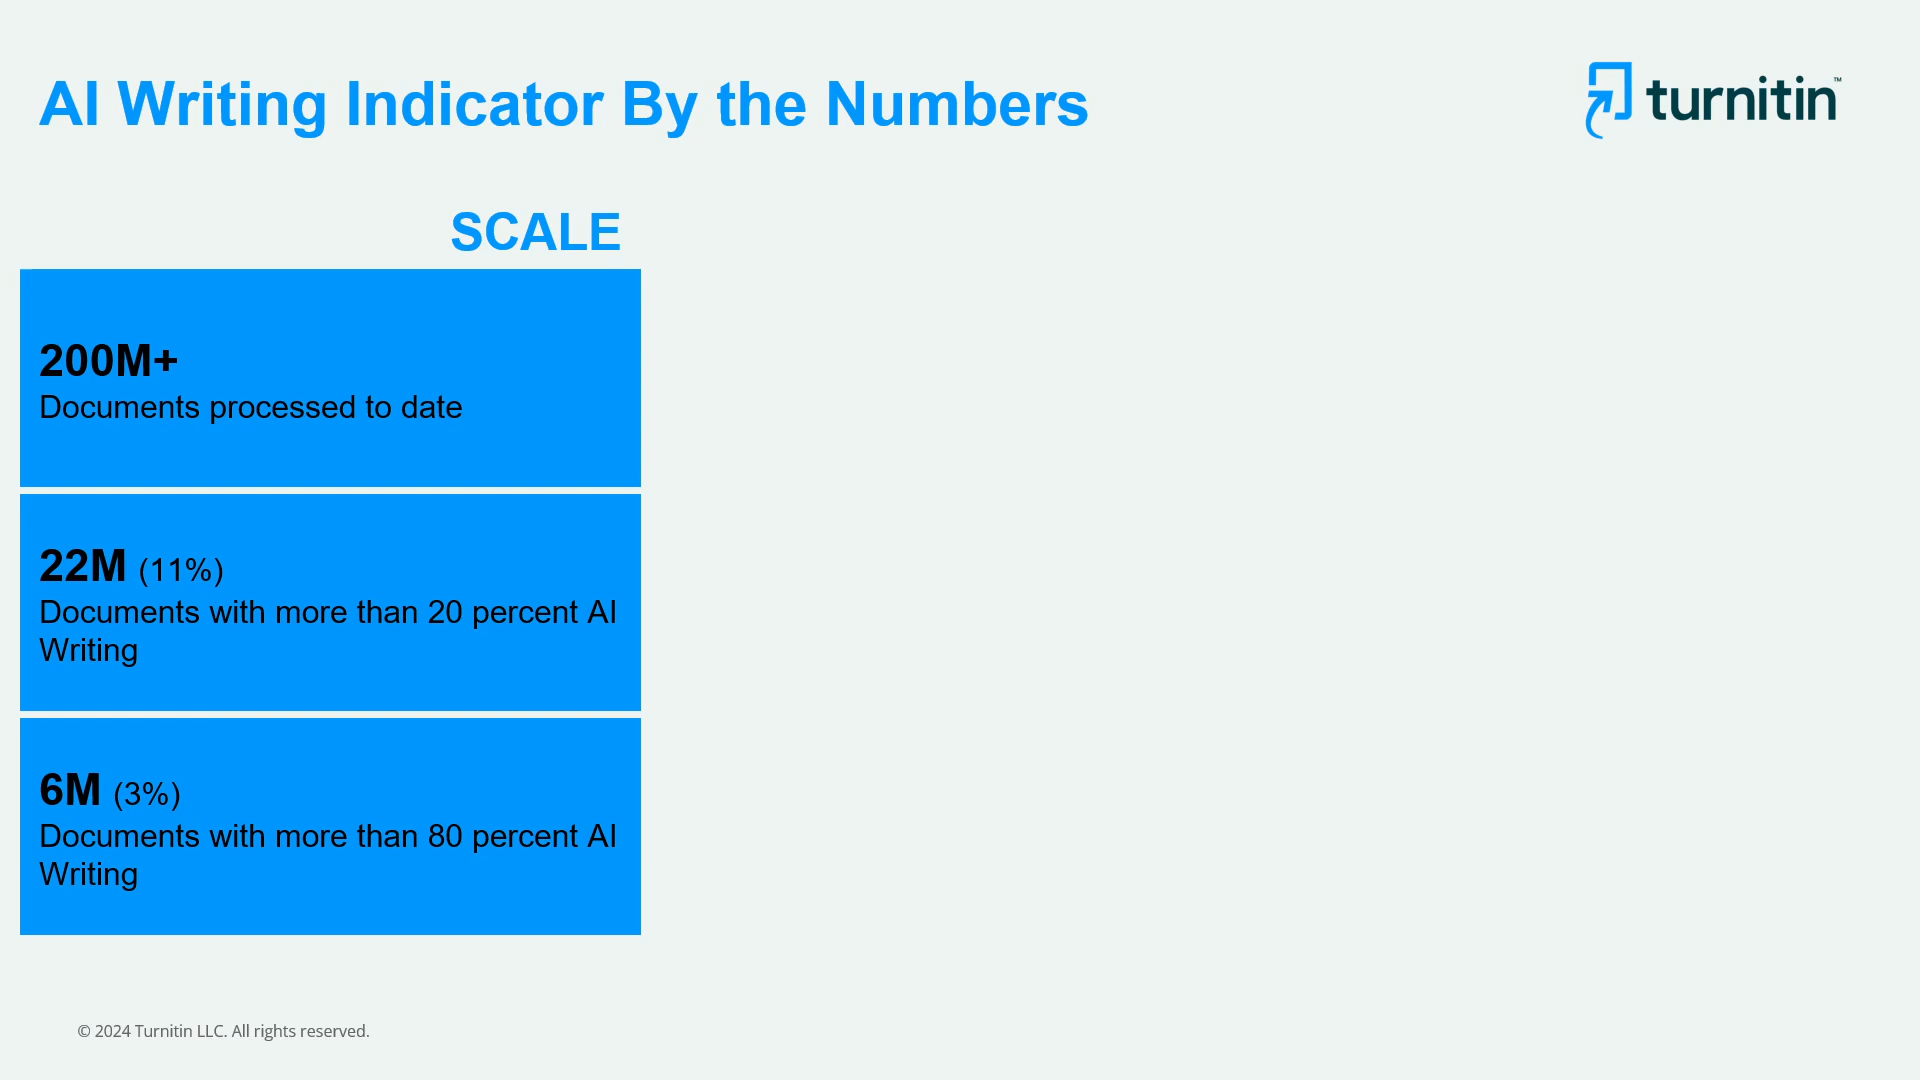 AI Writing Indicator By the Numbers
turnitin™
SCALE
200M+
Documents processed to date
22M (11%)
Documents with more than 20 percent AI
Writing
6M (3%)
Documents with more than 80 percent AI
Writing
© 2024 Turnitin LLC. All rights reserved.